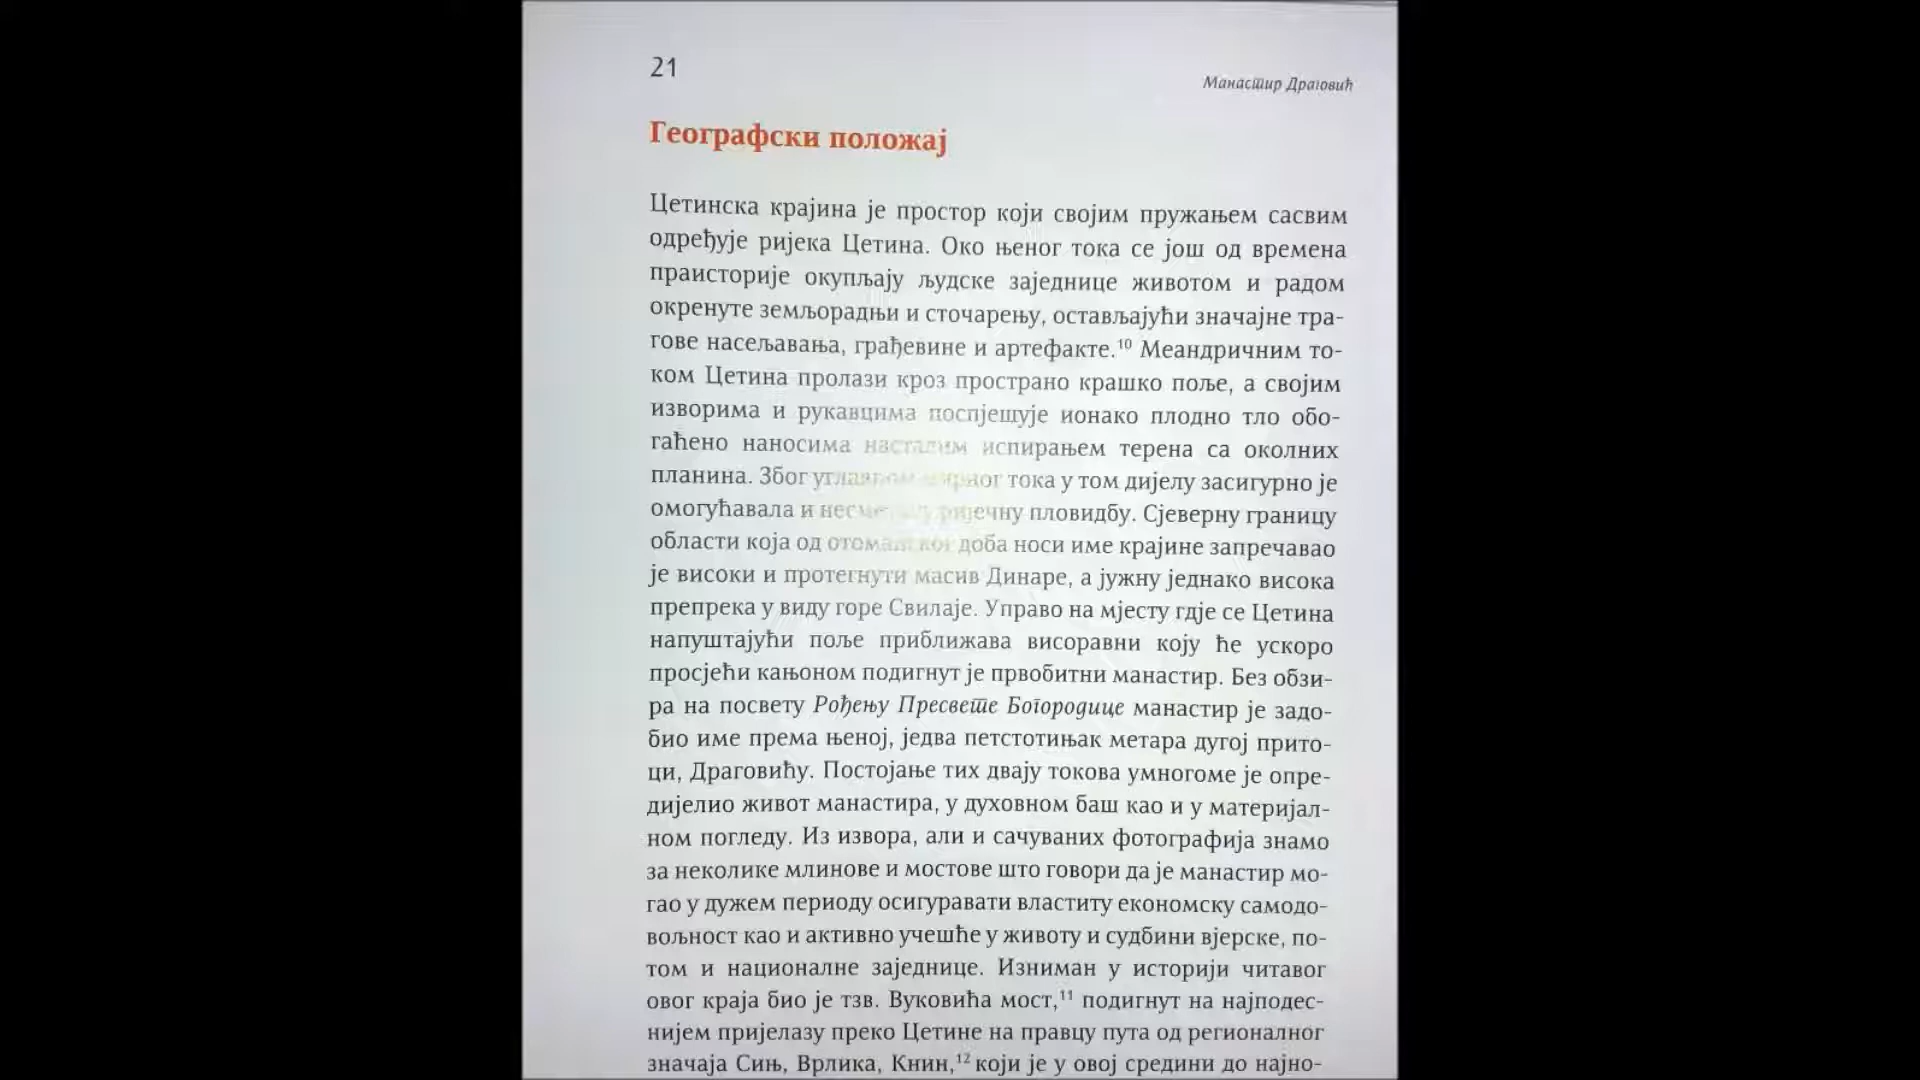 21
Манастир Драговић
Географски положај
Цетинска крајина је простор који својим пружањем сасвим
одређује ријека Цетина. Око њеног тока се још од времена
праисторије окупљају људске заједнице животом и радом
окренуте земљорадњи и сточарењу, остављајући значајне тра-
гове насељавања, грађевине и артефакте.¹⁰ Меандричним то-
ком Цетина пролази кроз пространо крашко поље, а својим
изворима и рукавцима поспјешује ионако плодно тло обо-
гаћено наносима насталим испирањем терена са околних
планина. Због углавном мирног тока у том дијелу засигурно је
омогућавала и ријечну пловидбу. Сјеверну границу
области која од отоманског доба носи име крајине запречавао
је високи и протегнути масив Динаре, а јужну једнако висока
препрека у виду горе Свилаје. Управо на мјесту гдје се Цетина
напуштајући поље приближава висоравни коју ће ускоро
просјећи кањоном подигнут је првобитни манастир. Без обзи-
ра на посвету Рођењу Пресвете Богородице манастир је задо-
био име према њеној, једва петстотињак метара дугој прито-
ци, Драговићу. Постојање тих двају токова умногоме је опре-
дијелио живот манастира, у духовном баш као и у материјал-
ном погледу. Из извора, али и сачуваних фотографија знамо
за неколике млинове и мостове што говори да је манастир мо-
гао у дужем периоду осигуравати властиту економску самодо-
вољност као и активно учешће у животу и судбини вјерске, по-
том и националне заједнице. Изниман у историји читавог
овог краја био је тзв. Вуковића мост,¹¹ подигнут на најподес-
нијем пријелазу преко Цетине на правцу пута од регионалног
значаја Сињ, Врлика, Книн,¹² који је у овој средини до најно-